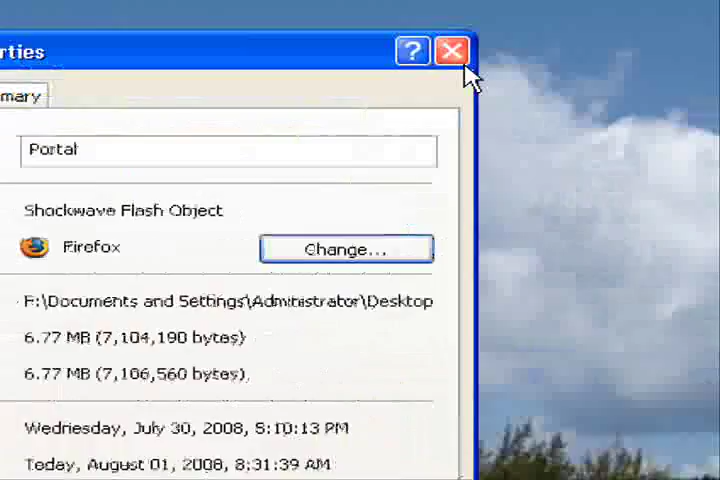 rties
mary
Portal
Shockwave Flash Object
Firefox
Change...
F:\Documents and Settings\Administrator\Desktop
6.77 MB (7,104,190 bytes)
6.77 MB (7,106,560 bytes),
Wednesday, July 30, 2008, 5:10:13 PM
Today, August 01, 2008, 8:31:39 AM